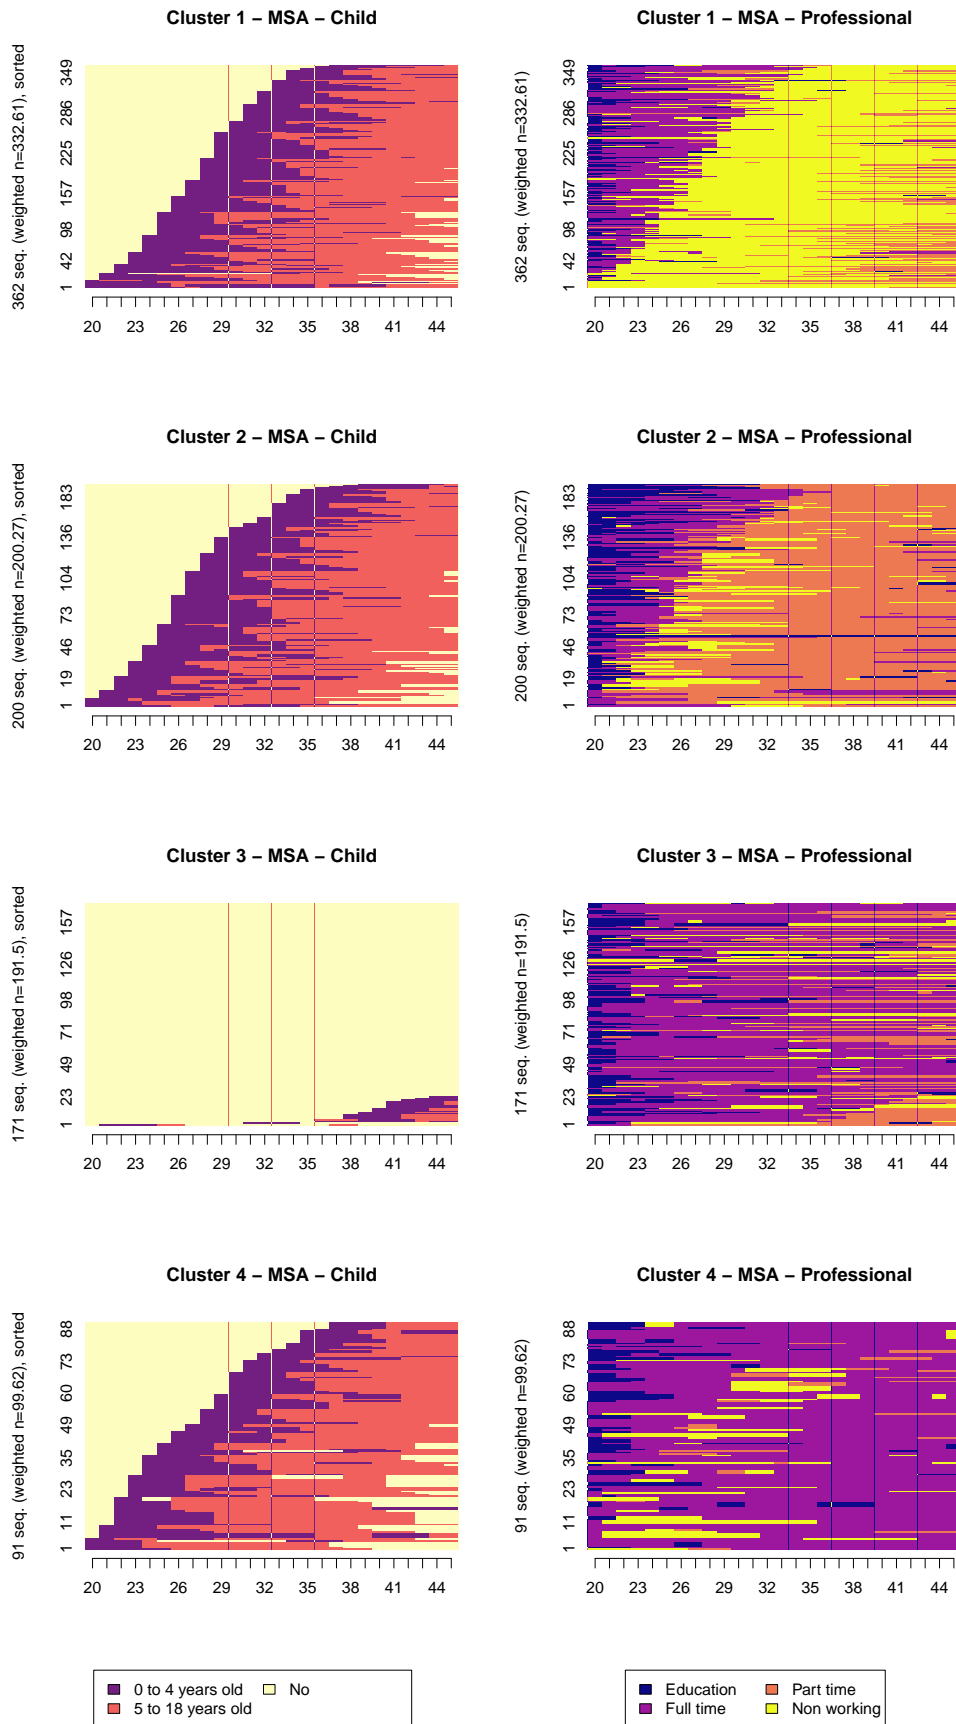 Cluster 1 − MSA − Child
362 seq. (weighted n=332.61), sorted
1 42 98 157 225 286 349
20 23 26 29 32 35 38 41 44
Cluster 1 − MSA − Professional
362 seq. (weighted n=332.61)
1 42 98 157 225 286 349
20 23 26 29 32 35 38 41 44
Cluster 2 − MSA − Child
200 seq. (weighted n=200.27), sorted
1 19 46 73 104 136 183
20 23 26 29 32 35 38 41 44
Cluster 2 − MSA − Professional
200 seq. (weighted n=200.27)
1 19 46 73 104 136 183
20 23 26 29 32 35 38 41 44
Cluster 3 − MSA − Child
171 seq. (weighted n=191.5), sorted
1 23 49 71 98 126 157
20 23 26 29 32 35 38 41 44
Cluster 3 − MSA − Professional
171 seq. (weighted n=191.5)
1 23 49 71 98 126 157
20 23 26 29 32 35 38 41 44
Cluster 4 − MSA − Child
91 seq. (weighted n=99.62), sorted
1 11 23 35 49 60 73 88
20 23 26 29 32 35 38 41 44
Cluster 4 − MSA − Professional
91 seq. (weighted n=99.62)
1 11 23 35 49 60 73 88
20 23 26 29 32 35 38 41 44
0 to 4 years old No
5 to 18 years old
Education Part time
Full time Non working